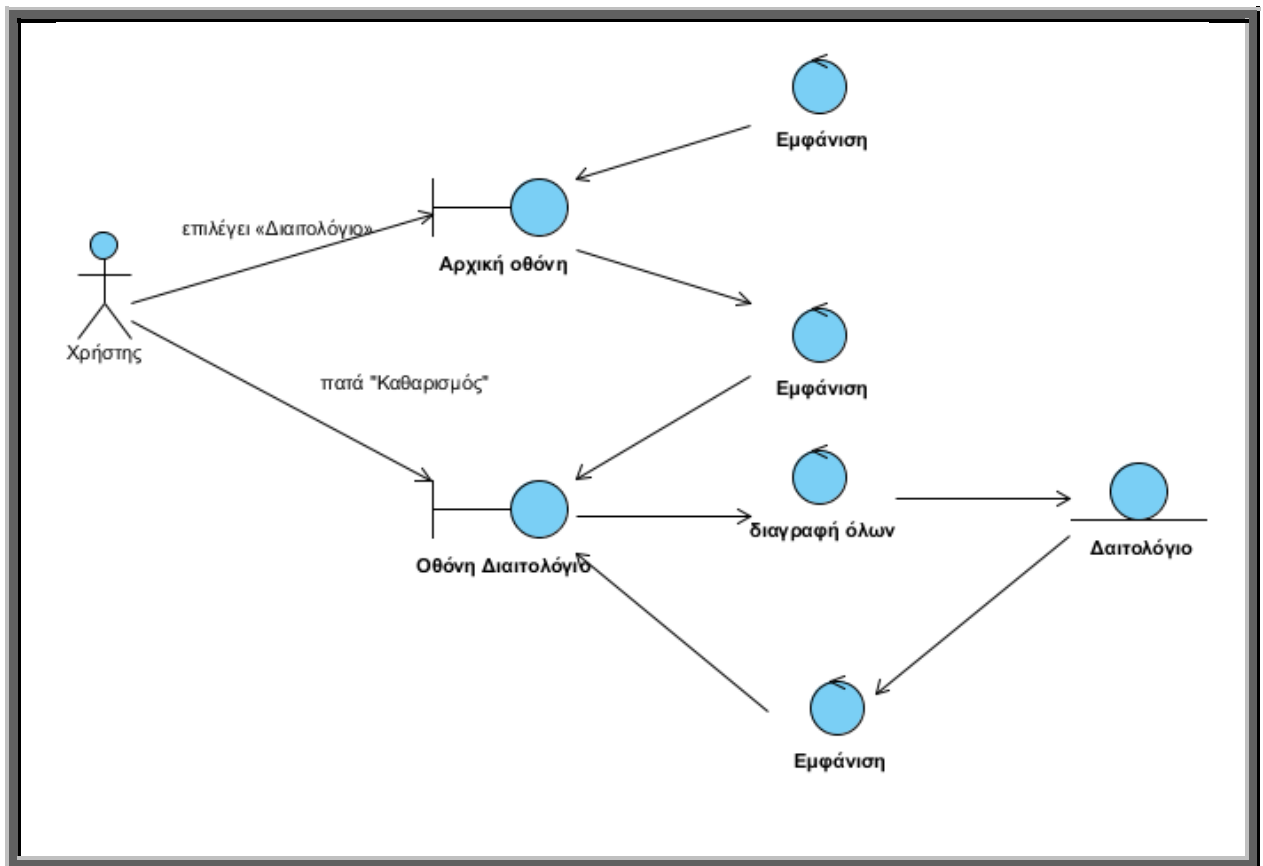 Εμφάνιση
επιλέγει «Διαιτολόγιο»
Αρχική οθόνη
Χρήστης
πατά "Καθαρισμός"
Εμφάνιση
διαγραφή όλων
Δαιτολόγιο
Οθόνη Διαιτολόγιο
Εμφάνιση